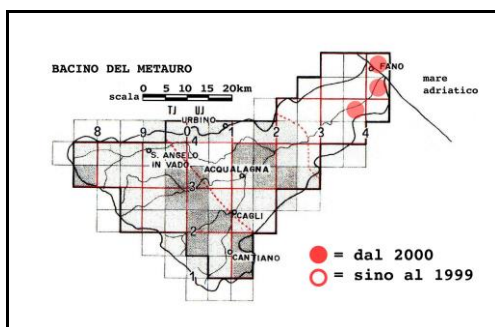 BACINO DEL METAURO
scala 0 5 10 15 20km
TJ UJ
URBINO
FANO
mare
adriatico
8 9 0 1 2 3 4
4
S. ANGELO
IN VADO
ACQUALAGNA
3
CAGLI
2
CANTIANO
1
= dal 2000
= sino al 1999